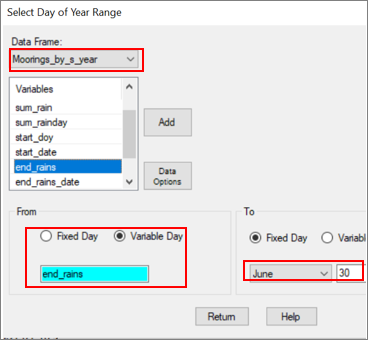 Select Day of Year Range
Data Frame:
Moorings_by_s_year
Variables
sum_rain
sum_rainday
start_doy
start_date
end_rains
end_rains_date
Add
Data
Options
From
Fixed Day Variable Day
end_rains
To
Fixed Day Variabl
June 30
Return Help